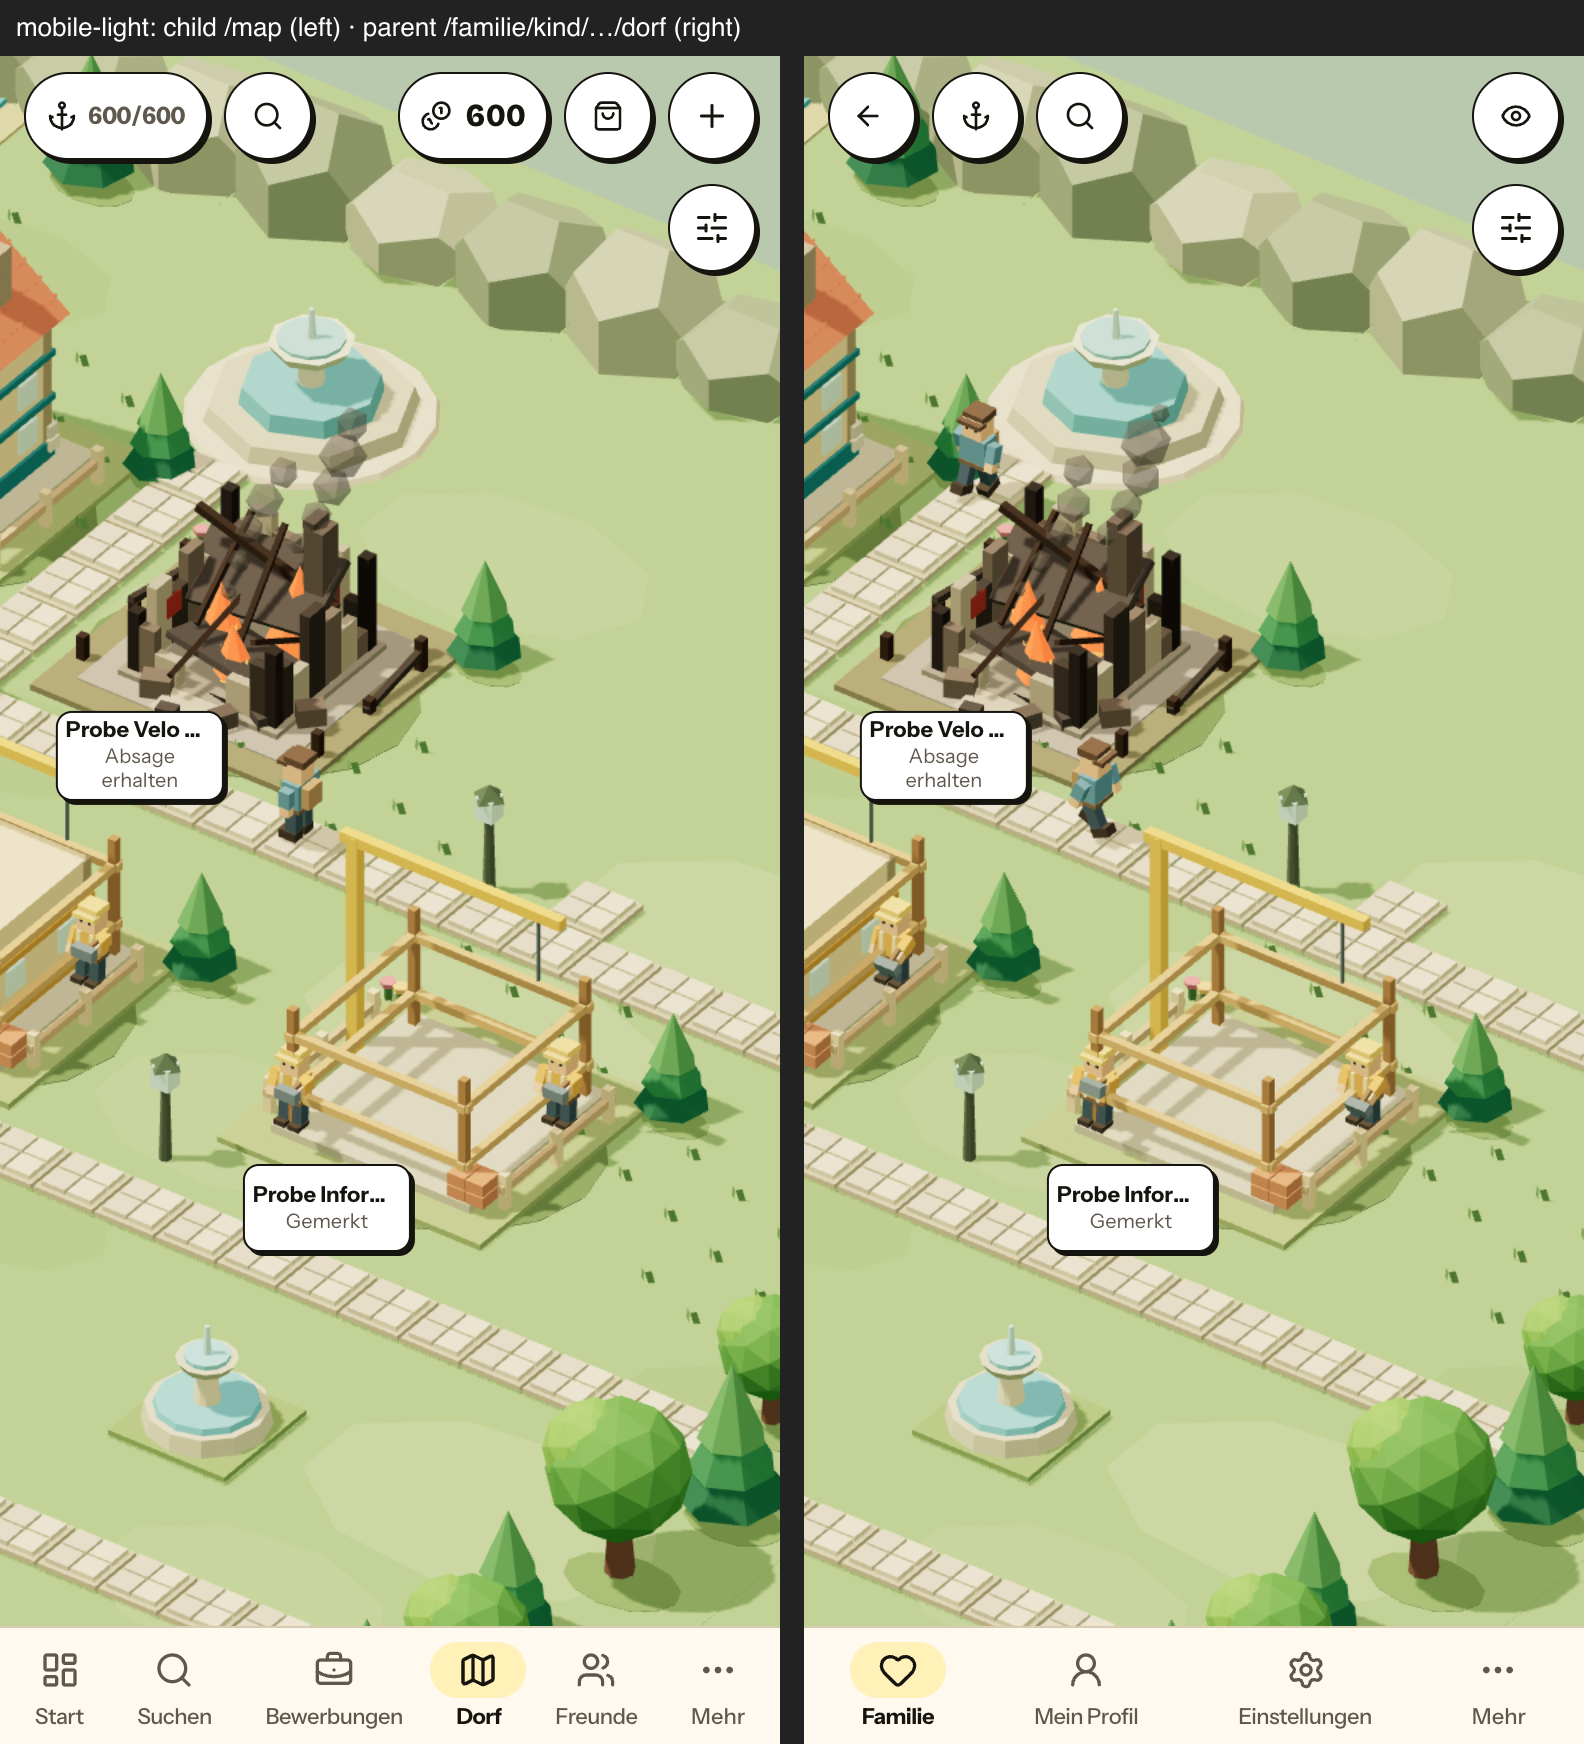 mobile-light: child /map (left) · parent /familie/kind/…/dorf (right)
600/600
600
Probe Velo ...
Absage
erhalten
Probe Infor...
Gemerkt
Start
Suchen
Bewerbungen
Dorf
Freunde
Mehr
Probe Velo ...
Absage
erhalten
Probe Infor...
Gemerkt
Familie
Mein Profil
Einstellungen
Mehr